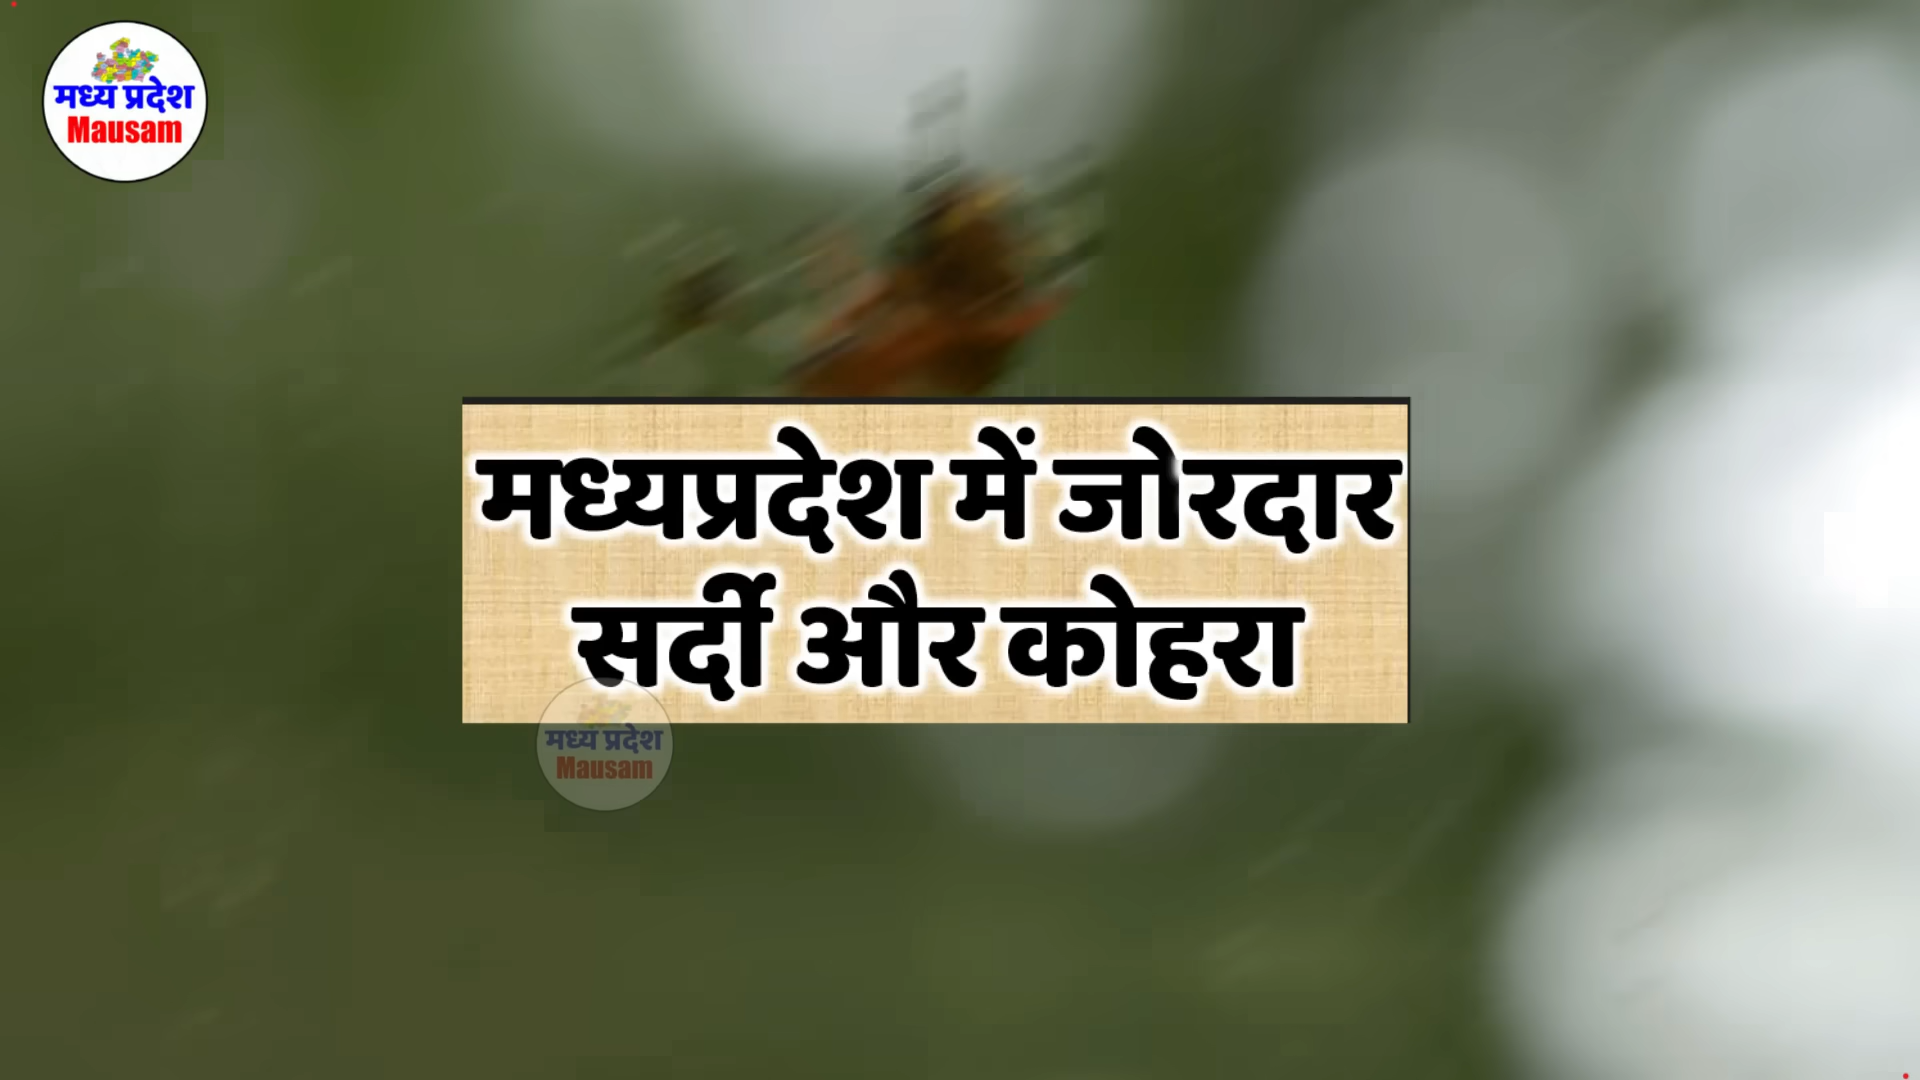 मध्य प्रदेश
Mausam
मध्यप्रदेश में जोरदार
सर्दी और कोहरा
मध्य प्रदेश
Mausam